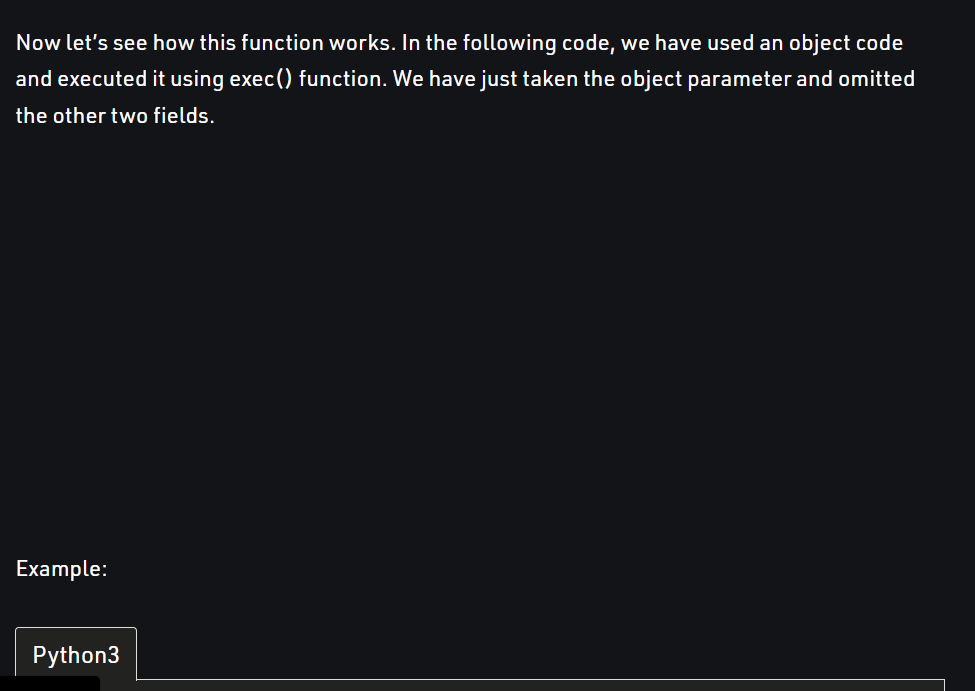 Now let's see how this function works. In the following code, we have used an object code
and executed it using exec() function. We have just taken the object parameter and omitted
the other two fields.
Example:
Python3